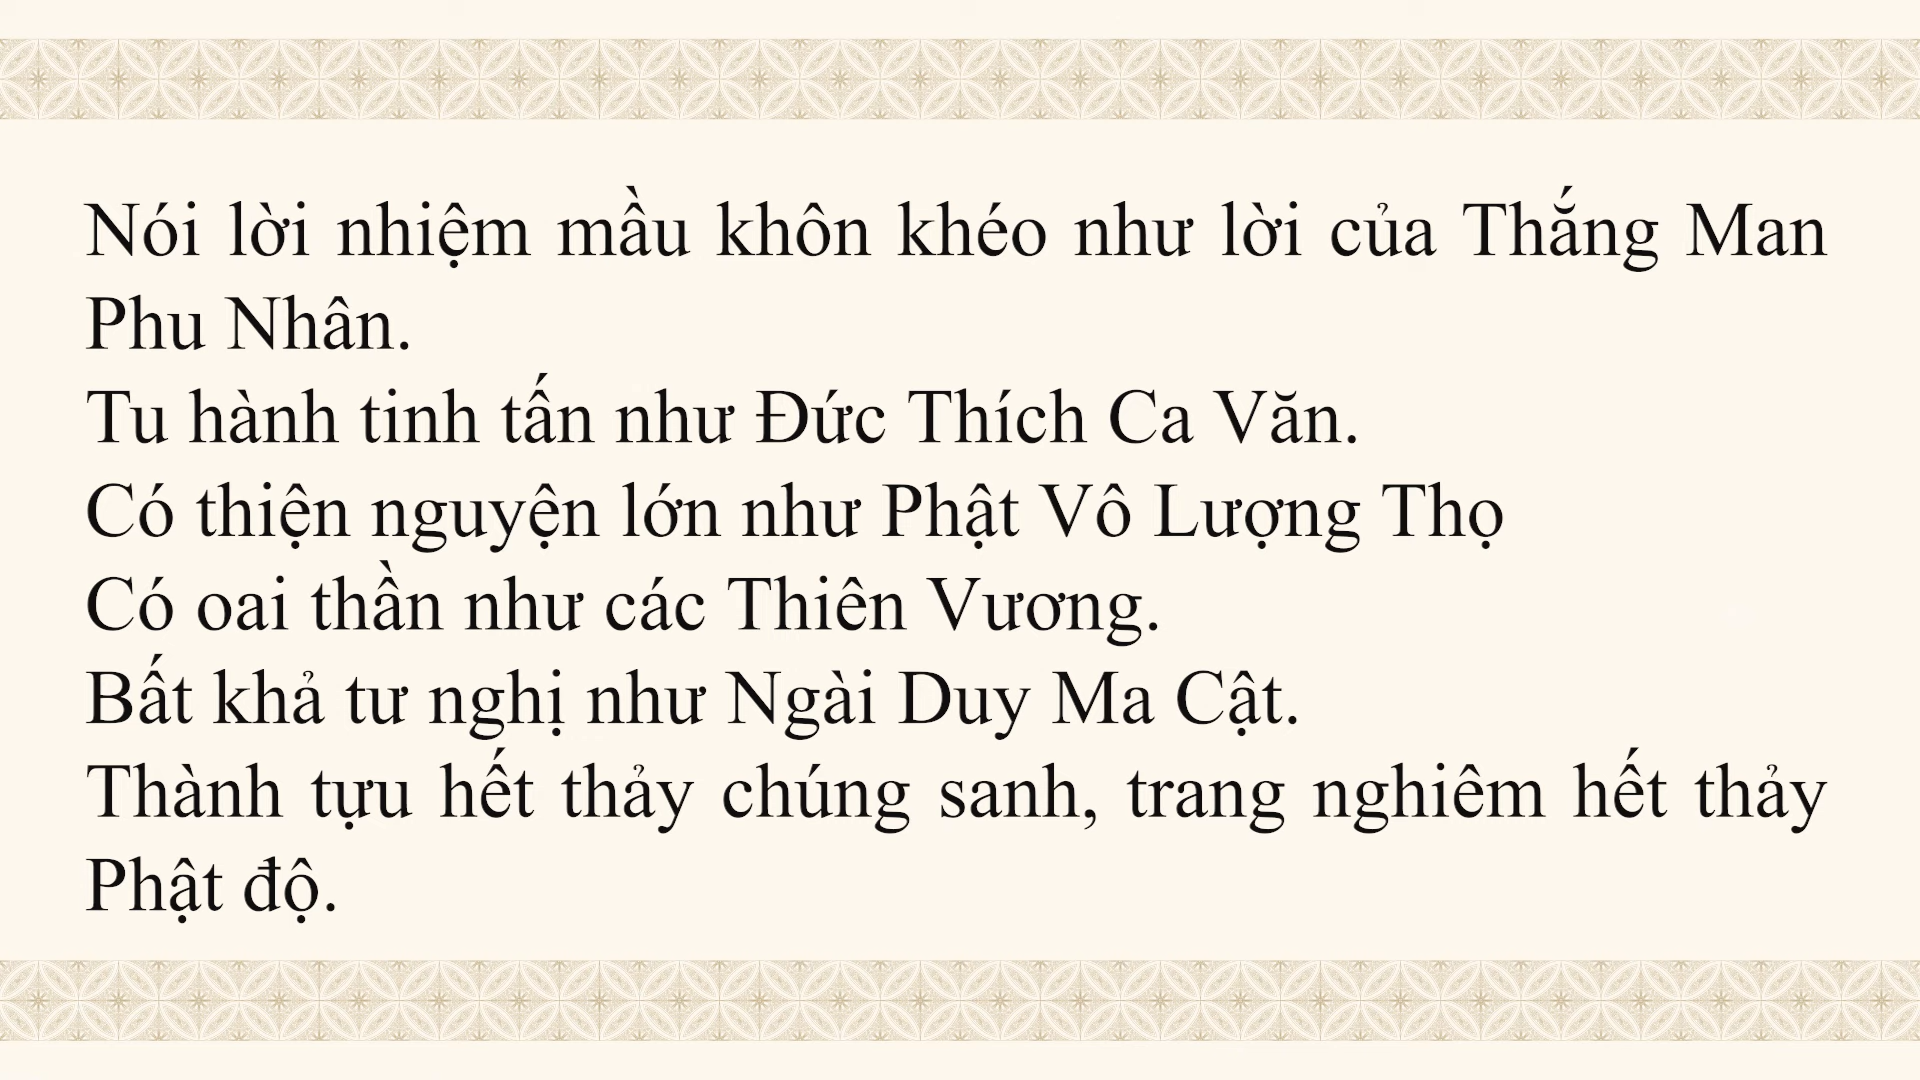 Nói lời nhiệm mầu khôn khéo như lời của Thắng Man
Phu Nhân.
Tu hành tinh tấn như Đức Thích Ca Văn.
Có thiện nguyện lớn như Phật Vô Lượng Thọ
Có oai thần như các Thiên Vương.
Bất khả tư nghị như Ngài Duy Ma Cật.
Thành tựu hết thảy chúng sanh, trang nghiêm hết thảy
Phật độ.